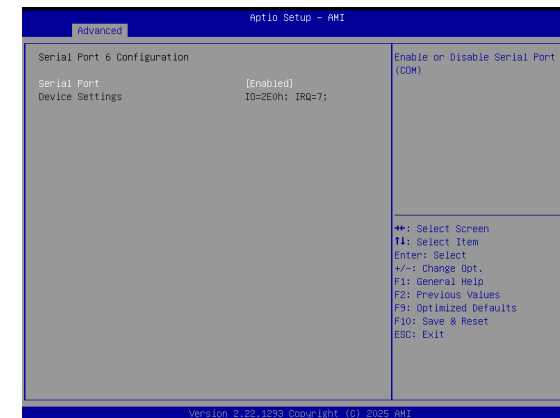 Aptio Setup - AMI
Advanced
Serial Port 6 Configuration
Serial Port [Enabled]
Device Settings IO=2E0h; IRQ=7;
Enable or Disable Serial Port
(COM)
→←: Select Screen
↑↓: Select Item
Enter: Select
+/-: Change Opt.
F1: General Help
F2: Previous Values
F9: Optimized Defaults
F10: Save & Reset
ESC: Exit
Version 2.22.1293 Copyright (C) 2025 AMI